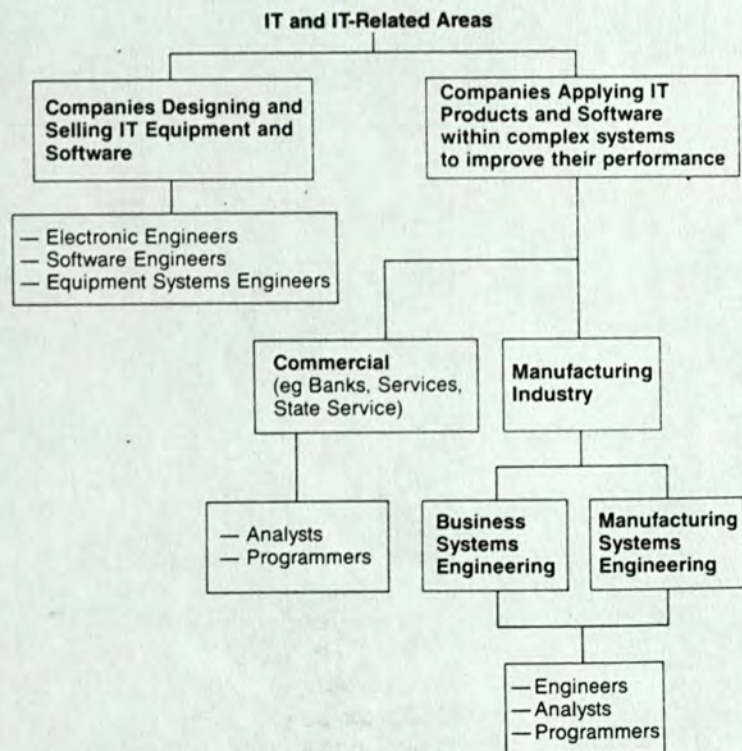 IT and IT-Related Areas
Companies Designing and
Selling IT Equipment and
Software
Companies Applying IT
Products and Software
within complex systems
to improve their performance
— Electronic Engineers
— Software Engineers
— Equipment Systems Engineers
Commercial
(eg Banks, Services,
State Service)
Manufacturing
Industry
— Analysts
— Programmers
Business
Systems
Engineering
Manufacturing
Systems
Engineering
— Engineers
— Analysts
— Programmers